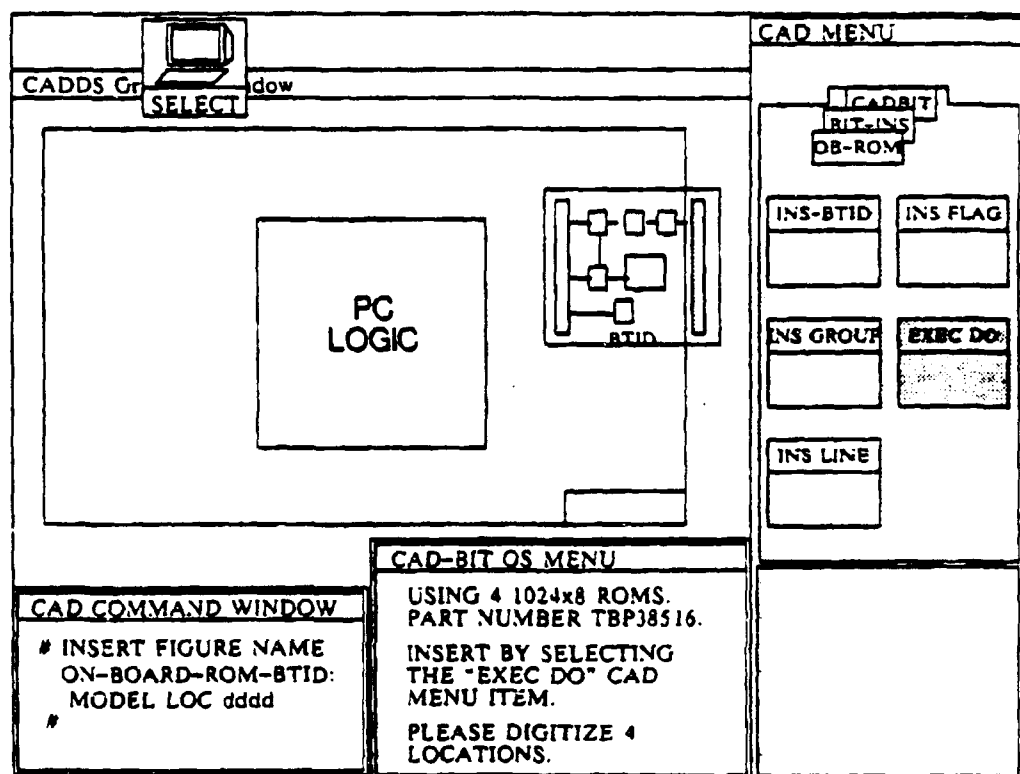 CAD MENU
CADDS Gr
dow
SELECT
CADBIT
BIT-INS
OB-ROM
INS-BTID
INS FLAG
PC
LOGIC
BTID
INS GROUP
EXEC DO
INS LINE
CAD-BIT OS MENU
USING 4 1024x8 ROMS.
PART NUMBER TBP38516.
INSERT BY SELECTING
THE "EXEC DO" CAD
MENU ITEM.
PLEASE DIGITIZE 4
LOCATIONS.
CAD COMMAND WINDOW
# INSERT FIGURE NAME
ON-BOARD-ROM-BTID:
MODEL LOC dddd
#